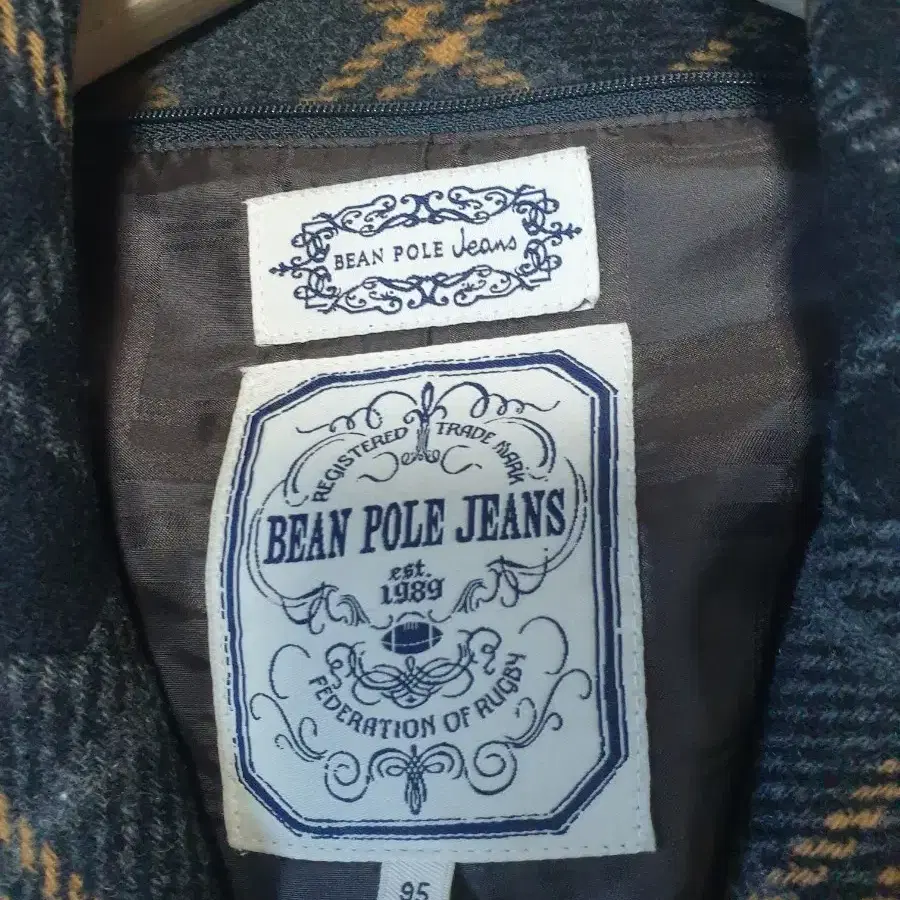 BEAN POLE Jeans
REGISTERED TRADE MARK
BEAN POLE JEANS
est.
1989
FEDERATION OF RUGBY
95